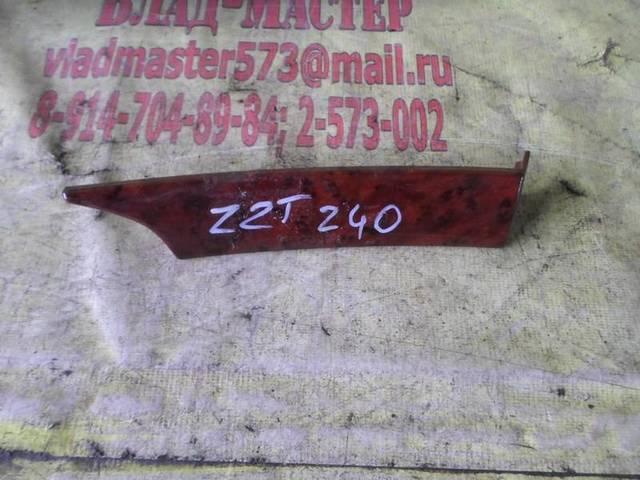 ВЛАД-МАСТЕР
vladmaster573@mail.ru
8-914-704-89-84; 2-573-002
ZZT 240